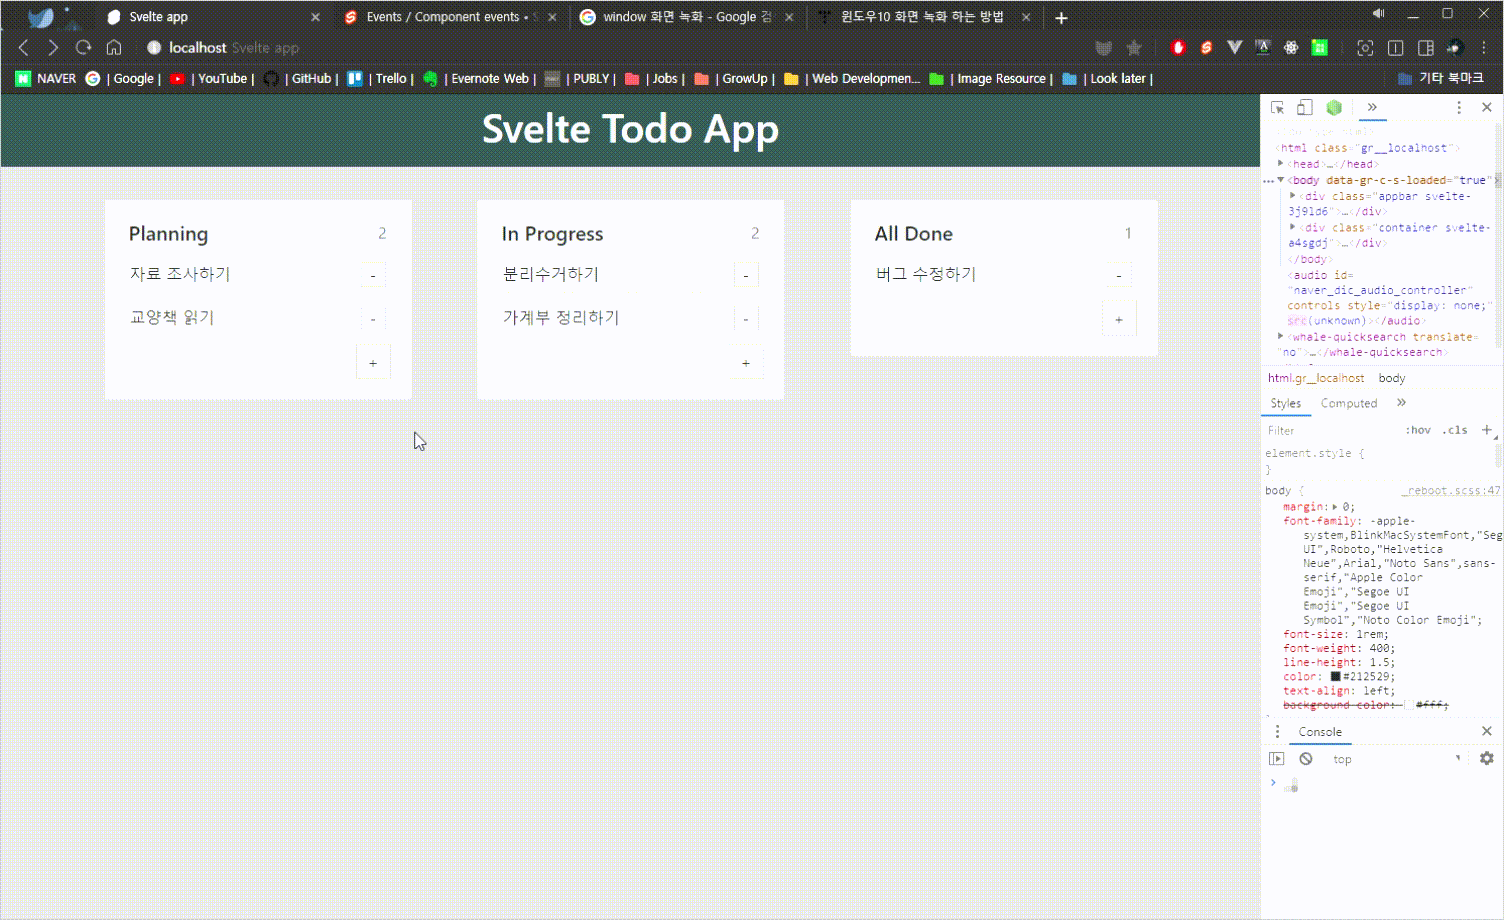 Svelte app
Events / Component events •
window 화면 녹화 - Google 검
윈도우10 화면 녹화 하는 방법
localhost Svelte app
NAVER | Google | | YouTube | | GitHub | | Trello | | Evernote Web | | PUBLY | | Jobs | | GrowUp | | Web Developmen... | Image Resource | | Look later | 기타 북마크
Svelte Todo App
Planning 2
자료 조사하기 -
교양책 읽기 -
+
In Progress 2
분리수거하기 -
가계부 정리하기 -
+
All Done 1
버그 수정하기 -
+
<!doctype html>
<html class="gr__localhost">
<head>…</head>
<body data-gr-c-s-loaded="true">
<div class="appbar svelte-
3j9ld6">…</div>
<div class="container svelte-
a4sgdj">…</div>
</body>
<audio id=
"naver_dic_audio_controller"
controls style="display: none;"
src(unknown)></audio>
<whale-quicksearch translate=
"no">…</whale-quicksearch>
html.gr__localhost body
Styles Computed »
Filter :hov .cls +
element.style {
}
body { _reboot.scss:47
margin: 0;
font-family: -apple-
system,BlinkMacSystemFont,"Seg
UI",Roboto,"Helvetica
Neue",Arial,"Noto Sans",sans-
serif,"Apple Color
Emoji","Segoe UI
Emoji","Segoe UI
Symbol","Noto Color Emoji";
font-size: 1rem;
font-weight: 400;
line-height: 1.5;
color: #212529;
text-align: left;
background-color: #fff;
Console
top